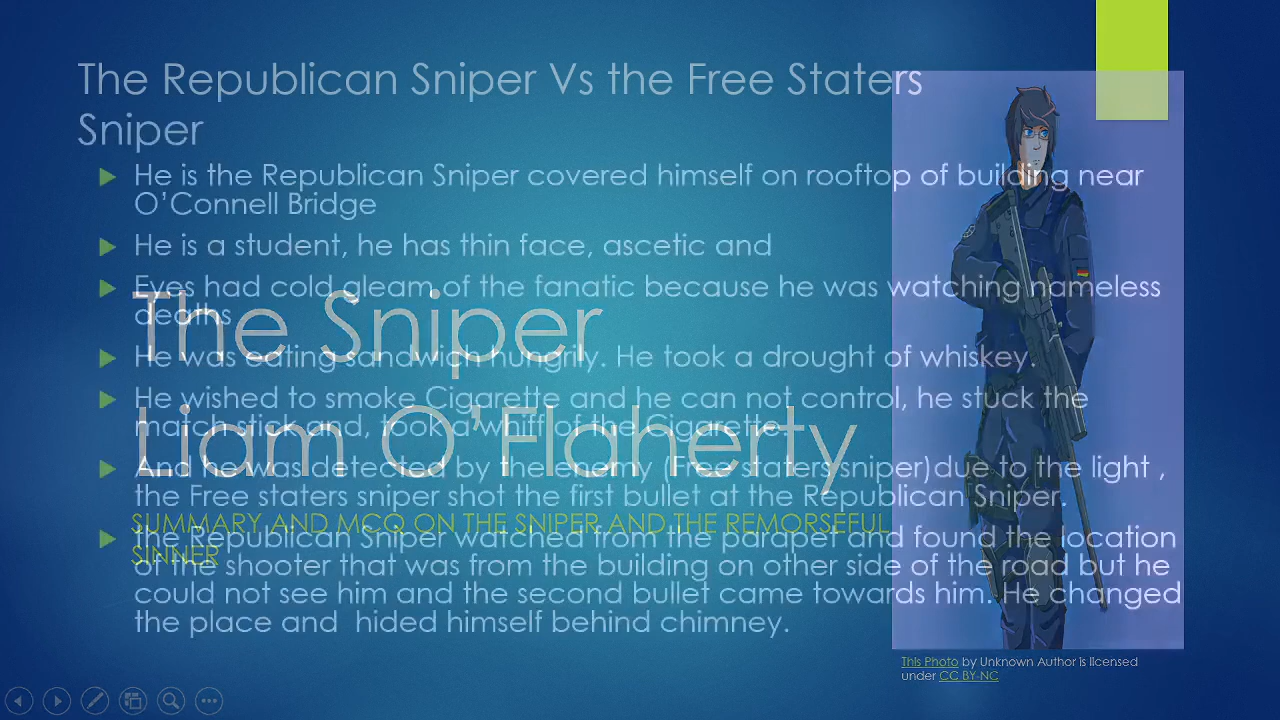 The Republican Sniper Vs the Free Staters
Sniper
He is the Republican Sniper covered himself on rooftop of building near
O’Connell Bridge
He is a student, he has thin face, ascetic and
Eyes had cold gleam of the fanatic because he was watching nameless
deaths
The Sniper
He was eating sandwich hungrily. He took a drought of whiskey.
He wished to smoke Cigarette and he can not control, he stuck the
matchstick and, took a whiff of the Cigarette.
Liam O’Flaherty
And he was detected by the enemy (Free staters sniper)due to the light ,
the Free staters sniper shot the first bullet at the Republican Sniper.
SUMMARY AND MCQ ON THE SNIPER AND THE REMORSEFUL
SINNER
the Republican Sniper watched from the parapet and found the location
of the shooter that was from the building on other side of the road but he
could not see him and the second bullet came towards him. He changed
the place and  hided himself behind chimney.
This Photo by Unknown Author is licensed
under CC BY-NC